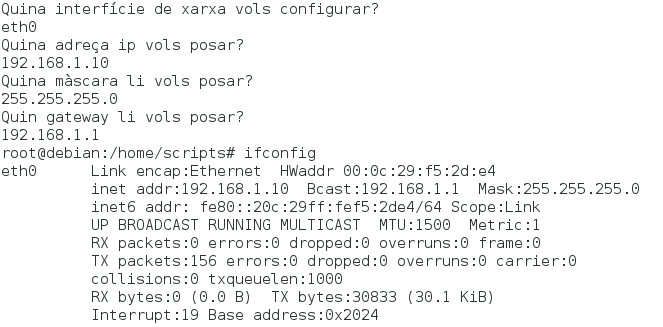 Quina interfície de xarxa vols configurar?
eth0
Quina adreça ip vols posar?
192.168.1.10
Quina màscara li vols posar?
255.255.255.0
Quin gateway li vols posar?
192.168.1.1
root@debian:/home/scripts# ifconfig
eth0      Link encap:Ethernet  HWaddr 00:0c:29:f5:2d:e4
          inet addr:192.168.1.10  Bcast:192.168.1.1  Mask:255.255.255.0
          inet6 addr: fe80::20c:29ff:fef5:2de4/64 Scope:Link
          UP BROADCAST RUNNING MULTICAST  MTU:1500  Metric:1
          RX packets:0 errors:0 dropped:0 overruns:0 frame:0
          TX packets:156 errors:0 dropped:0 overruns:0 carrier:0
          collisions:0 txqueuelen:1000
          RX bytes:0 (0.0 B)  TX bytes:30833 (30.1 KiB)
          Interrupt:19 Base address:0x2024